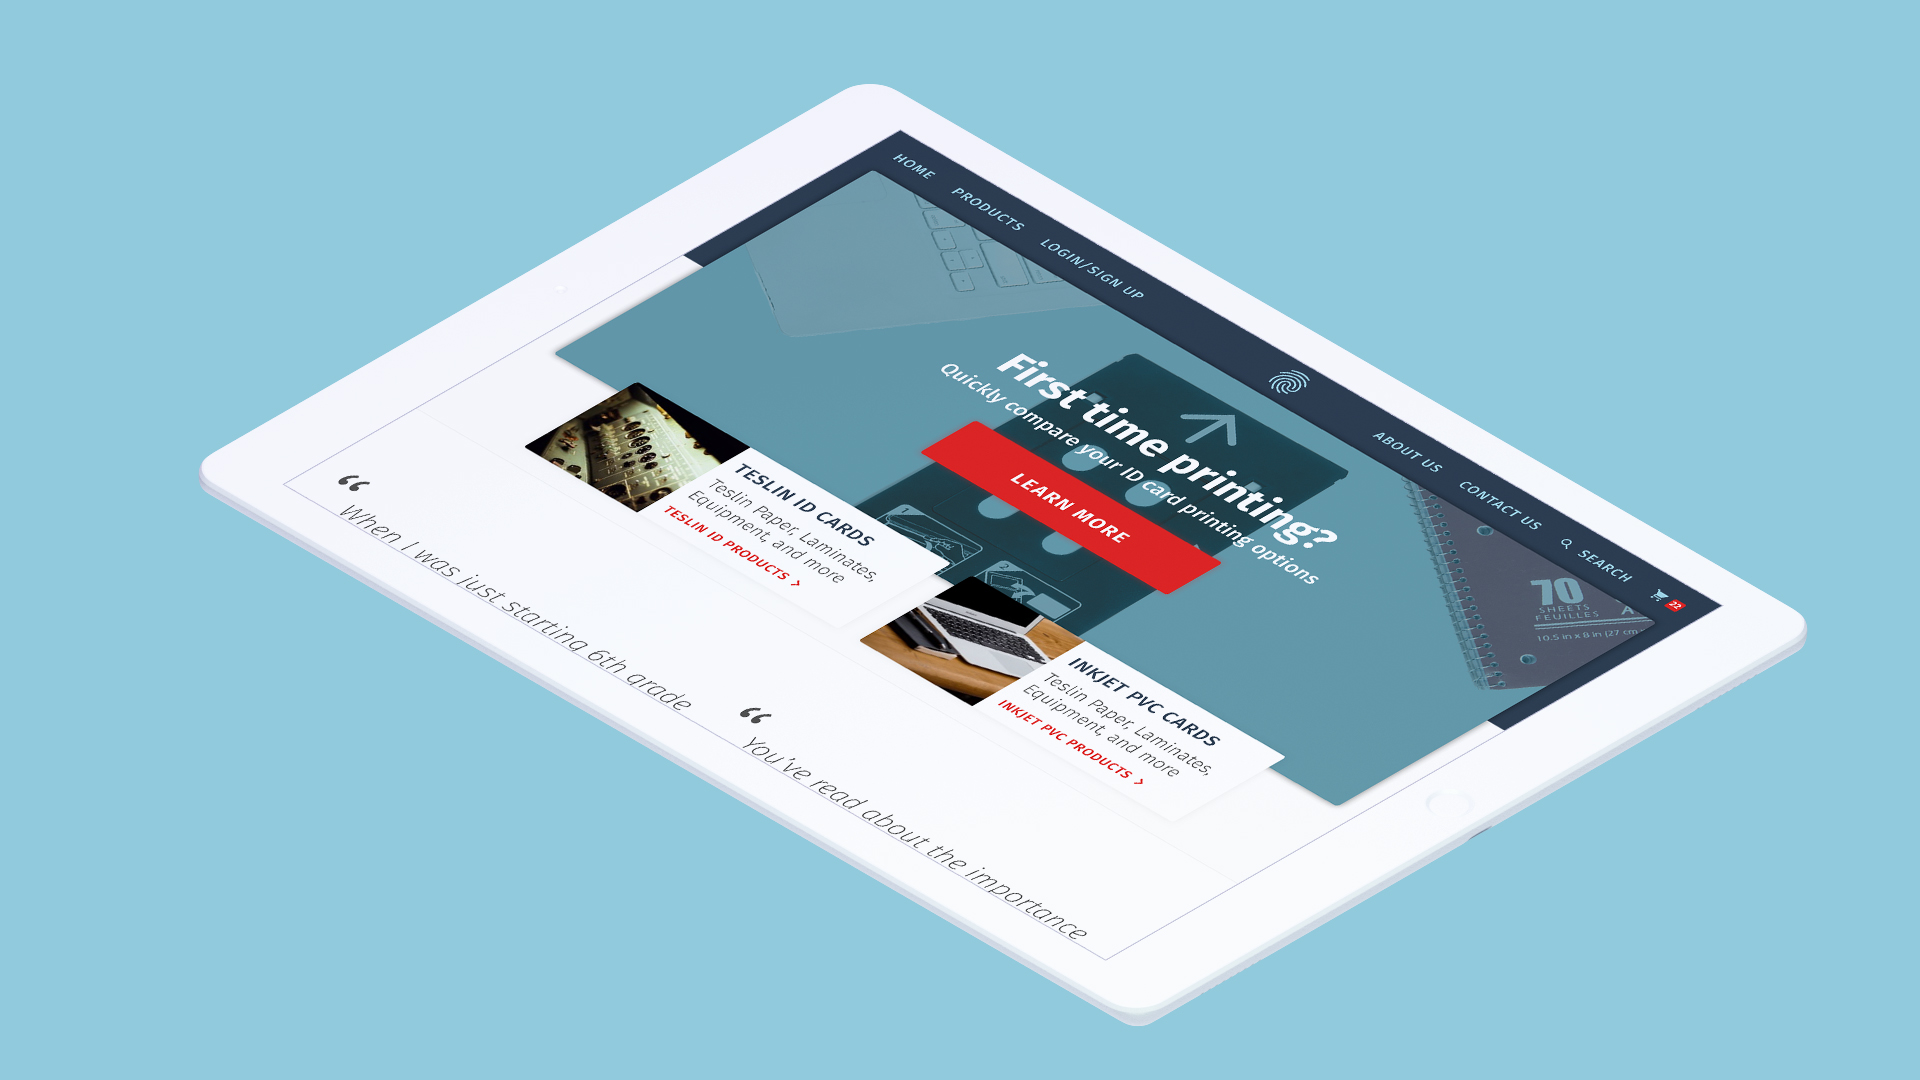 HOME
PRODUCTS
LOGIN/SIGN UP
ABOUT US
CONTACT US
SEARCH
22
First time printing?
Quickly compare your ID card printing options
LEARN MORE
1
2
70
SHEETS
FEUILLES
A
10.5 in x 8 in (27 cm
TESLIN ID CARDS
Teslin Paper, Laminates,
Equipment, and more
TESLIN ID PRODUCTS >
INKJET PVC CARDS
Teslin Paper, Laminates,
Equipment, and more
INKJET PVC PRODUCTS >
“
When I was just starting 6th grade
“
You've read about the importance